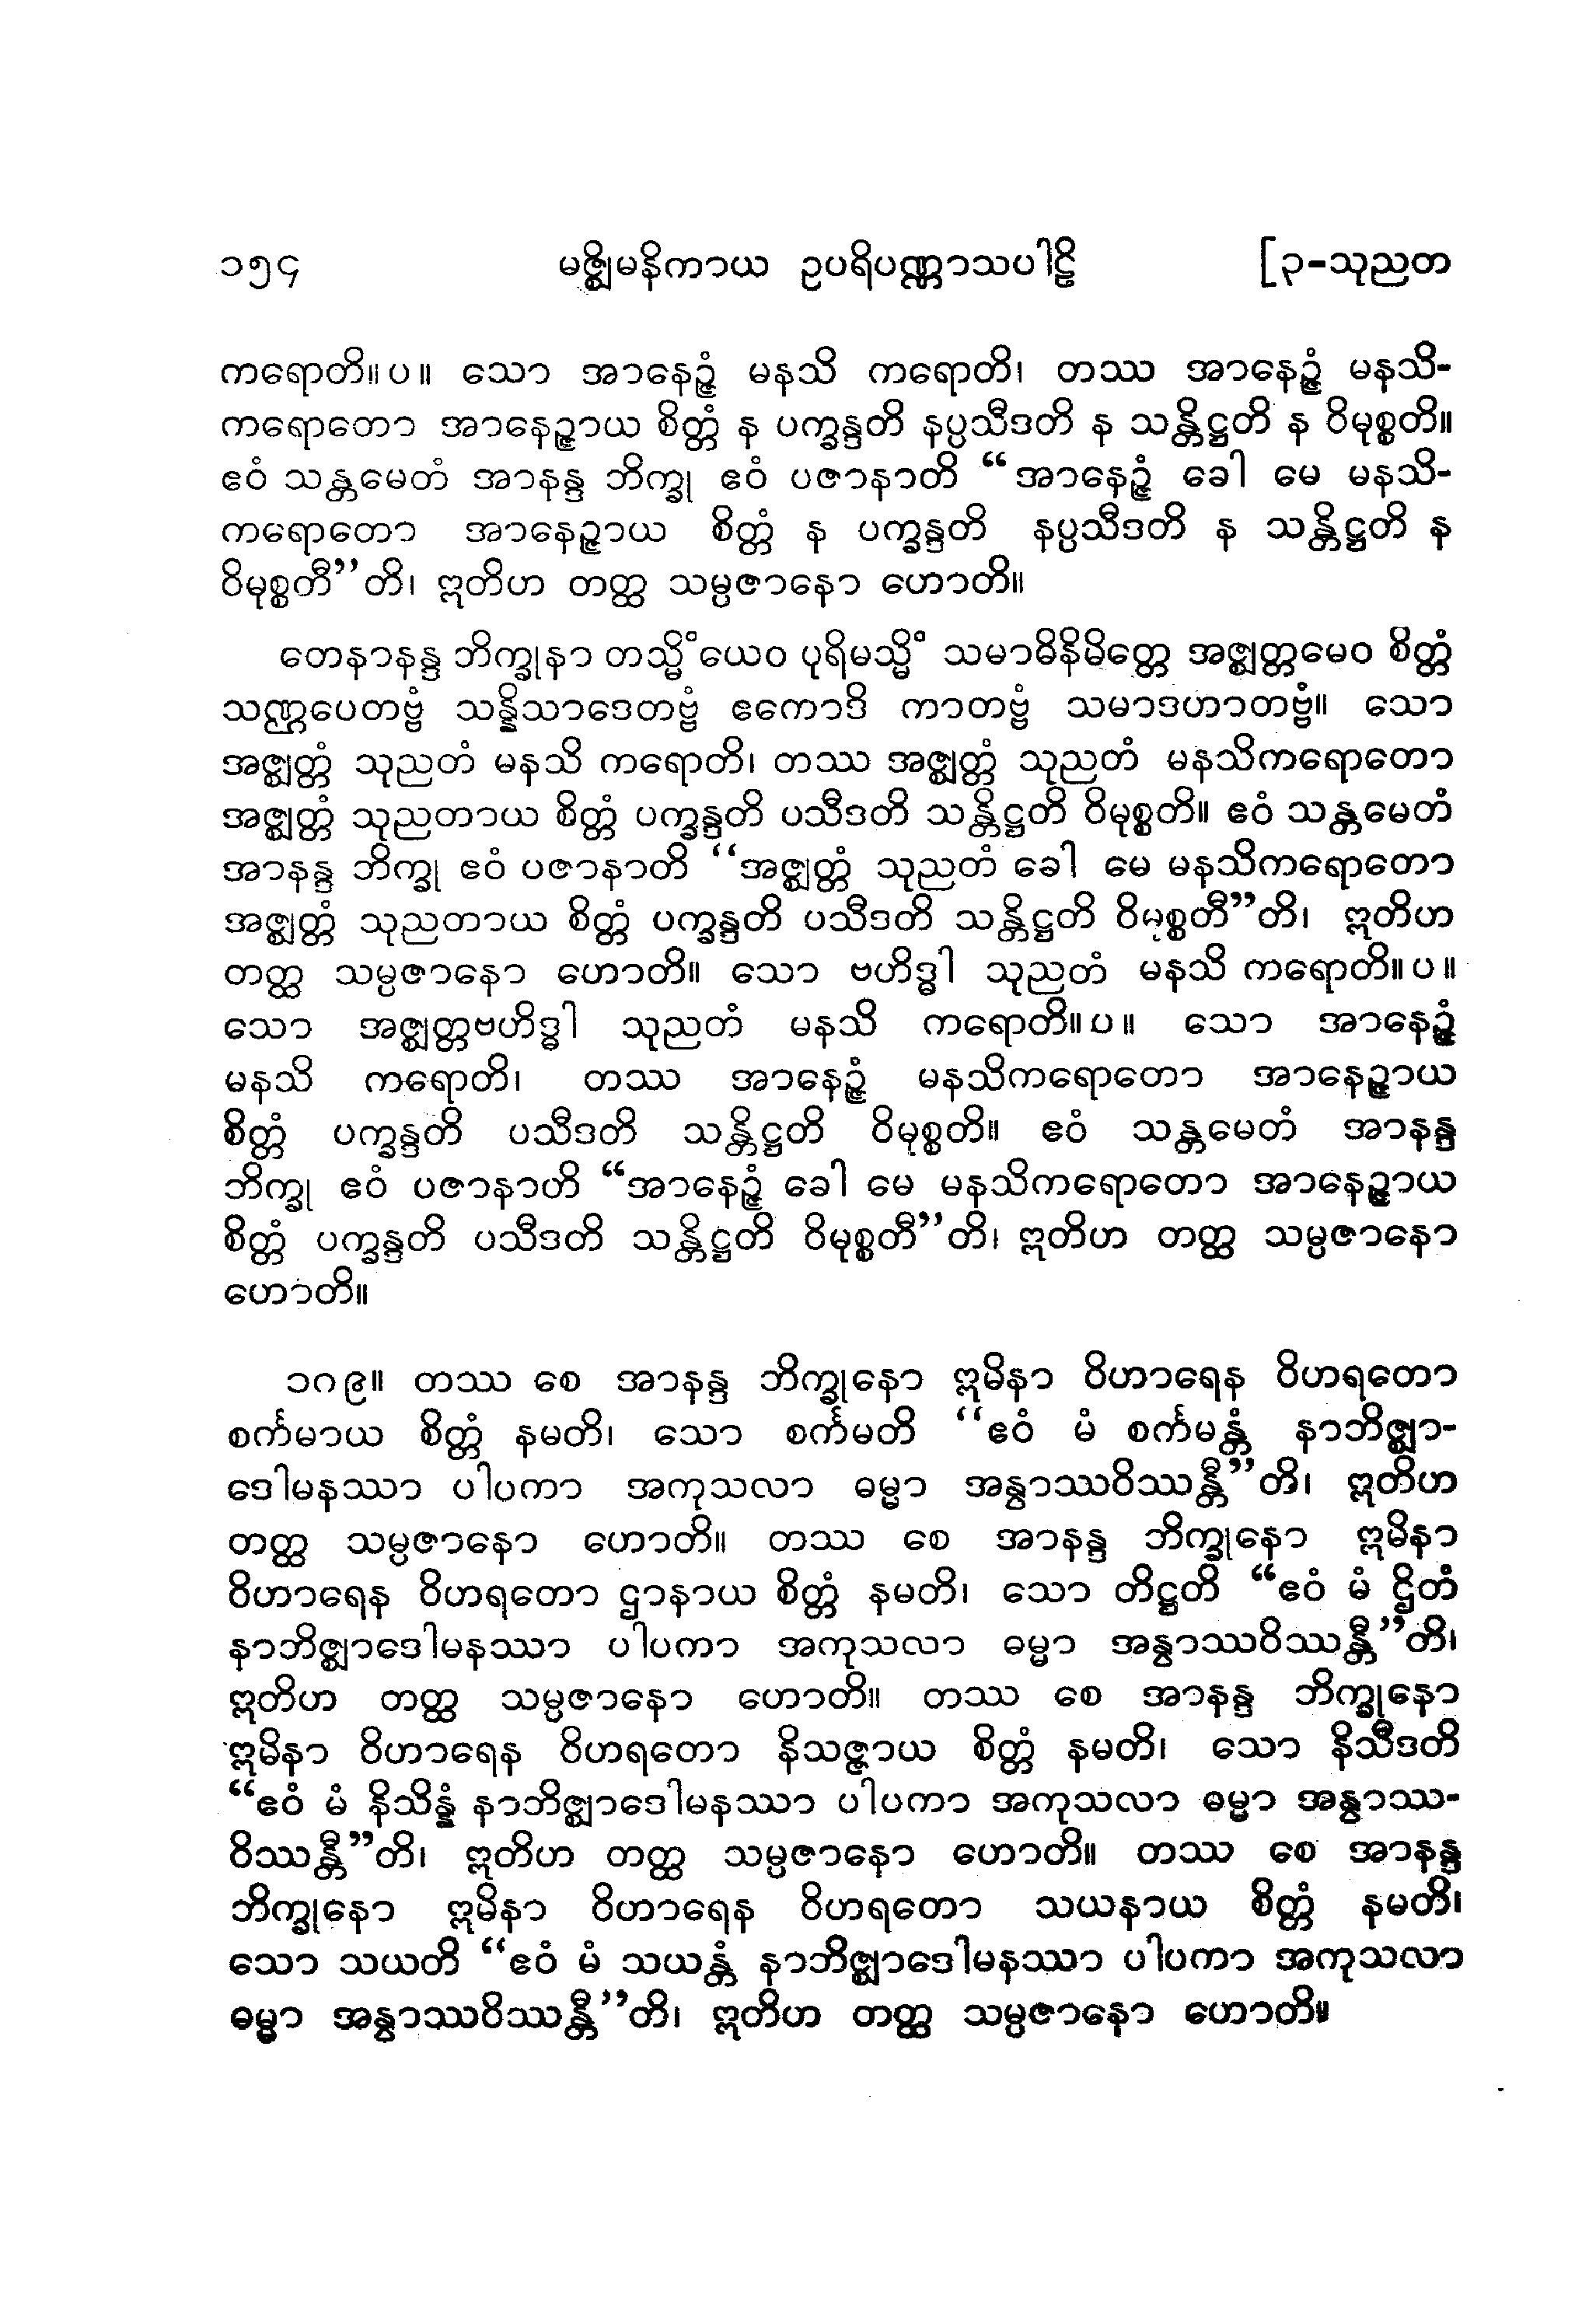 ၁၅၄ မဇ္ဈိမနိကာယ ဥပရိပဏ္ဏာသပါဠိ [၃-သုညတ
ကရောတိ။ပ။ သော အာနေဉ္ဇံ မနသိ ကရောတိ၊ တဿ အာနေဉ္ဇံ မနသိ-
ကရောတော အာနေဉ္ဇာယ စိတ္တံ န ပက္ခန္ဒတိ နပ္ပသီဒတိ န သန္တိဋ္ဌတိ န ဝိမုစ္စတိ။
ဧဝံ သန္တမေတံ အာနန္ဒ ဘိက္ခု ဧဝံ ပဇာနာတိ “အာနေဉ္ဇံ ခေါ မေ မနသိ-
ကရောတော အာနေဉ္ဇာယ စိတ္တံ န ပက္ခန္ဒတိ နပ္ပသီဒတိ န သန္တိဋ္ဌတိ န
ဝိမုစ္စတီ”တိ၊ ဣတိဟ တတ္ထ သမ္ပဇာနော ဟောတိ။
တေနာနန္ဒ ဘိက္ခုနာ တသ္မိံယေဝ ပုရိမသ္မိံ သမာဓိနိမိတ္တေ အဇ္ဈတ္တမေဝ စိတ္တံ
သဏ္ဌပေတဗ္ဗံ သန္နိသာဒေတဗ္ဗံ ဧကောဒိ ကာတဗ္ဗံ သမာဒဟာတဗ္ဗံ။ သော
အဇ္ဈတ္တံ သုညတံ မနသိ ကရောတိ၊ တဿ အဇ္ဈတ္တံ သုညတံ မနသိကရောတော
အဇ္ဈတ္တံ သုညတာယ စိတ္တံ ပက္ခန္ဒတိ ပသီဒတိ သန္တိဋ္ဌတိ ဝိမုစ္စတိ။ ဧဝံ သန္တမေတံ
အာနန္ဒ ဘိက္ခု ဧဝံ ပဇာနာတိ “အဇ္ဈတ္တံ သုညတံ ခေါ မေ မနသိကရောတော
အဇ္ဈတ္တံ သုညတာယ စိတ္တံ ပက္ခန္ဒတိ ပသီဒတိ သန္တိဋ္ဌတိ ဝိမုစ္စတီ”တိ၊ ဣတိဟ
တတ္ထ သမ္ပဇာနော ဟောတိ။ သော ဗဟိဒ္ဓါ သုညတံ မနသိ ကရောတိ။ပ။
သော အဇ္ဈတ္တဗဟိဒ္ဓါ သုညတံ မနသိ ကရောတိ။ပ။ သော အာနေဉ္ဇံ
မနသိ ကရောတိ၊ တဿ အာနေဉ္ဇံ မနသိကရောတော အာနေဉ္ဇာယ
စိတ္တံ ပက္ခန္ဒတိ ပသီဒတိ သန္တိဋ္ဌတိ ဝိမုစ္စတိ။ ဧဝံ သန္တမေတံ အာနန္ဒ
ဘိက္ခု ဧဝံ ပဇာနာတိ “အာနေဉ္ဇံ ခေါ မေ မနသိကရောတော အာနေဉ္ဇာယ
စိတ္တံ ပက္ခန္ဒတိ ပသီဒတိ သန္တိဋ္ဌတိ ဝိမုစ္စတီ”တိ၊ ဣတိဟ တတ္ထ သမ္ပဇာနော
ဟောတိ။
၁၈၉။ တဿ စေ အာနန္ဒ ဘိက္ခုနော ဣမိနာ ဝိဟာရေန ဝိဟရတော
စင်္ကမာယ စိတ္တံ နမတိ၊ သော စင်္ကမတိ “ဧဝံ မံ စင်္ကမန္တံ နာဘိဇ္ဈာ-
ဒေါမနဿာ ပါပကာ အကုသလာ ဓမ္မာ အနွာဿဝိဿန္တီ”တိ၊ ဣတိဟ
တတ္ထ သမ္ပဇာနော ဟောတိ။ တဿ စေ အာနန္ဒ ဘိက္ခုနော ဣမိနာ
ဝိဟာရေန ဝိဟရတော ဌာနာယ စိတ္တံ နမတိ၊ သော တိဋ္ဌတိ “ဧဝံ မံ ဌိတံ
နာဘိဇ္ဈာဒေါမနဿာ ပါပကာ အကုသလာ ဓမ္မာ အနွာဿဝိဿန္တီ”တိ၊
ဣတိဟ တတ္ထ သမ္ပဇာနော ဟောတိ။ တဿ စေ အာနန္ဒ ဘိက္ခုနော
ဣမိနာ ဝိဟာရေန ဝိဟရတော နိသဇ္ဇာယ စိတ္တံ နမတိ၊ သော နိသီဒတိ
“ဧဝံ မံ နိသိန္နံ နာဘိဇ္ဈာဒေါမနဿာ ပါပကာ အကုသလာ ဓမ္မာ အနွာဿ-
ဝိဿန္တီ”တိ၊ ဣတိဟ တတ္ထ သမ္ပဇာနော ဟောတိ။ တဿ စေ အာနန္ဒ
ဘိက္ခုနော ဣမိနာ ဝိဟာရေန ဝိဟရတော သယနာယ စိတ္တံ နမတိ၊
သော သယတိ “ဧဝံ မံ သယန္တံ နာဘိဇ္ဈာဒေါမနဿာ ပါပကာ အကုသလာ
ဓမ္မာ အနွာဿဝိဿန္တီ”တိ၊ ဣတိဟ တတ္ထ သမ္ပဇာနော ဟောတိ။